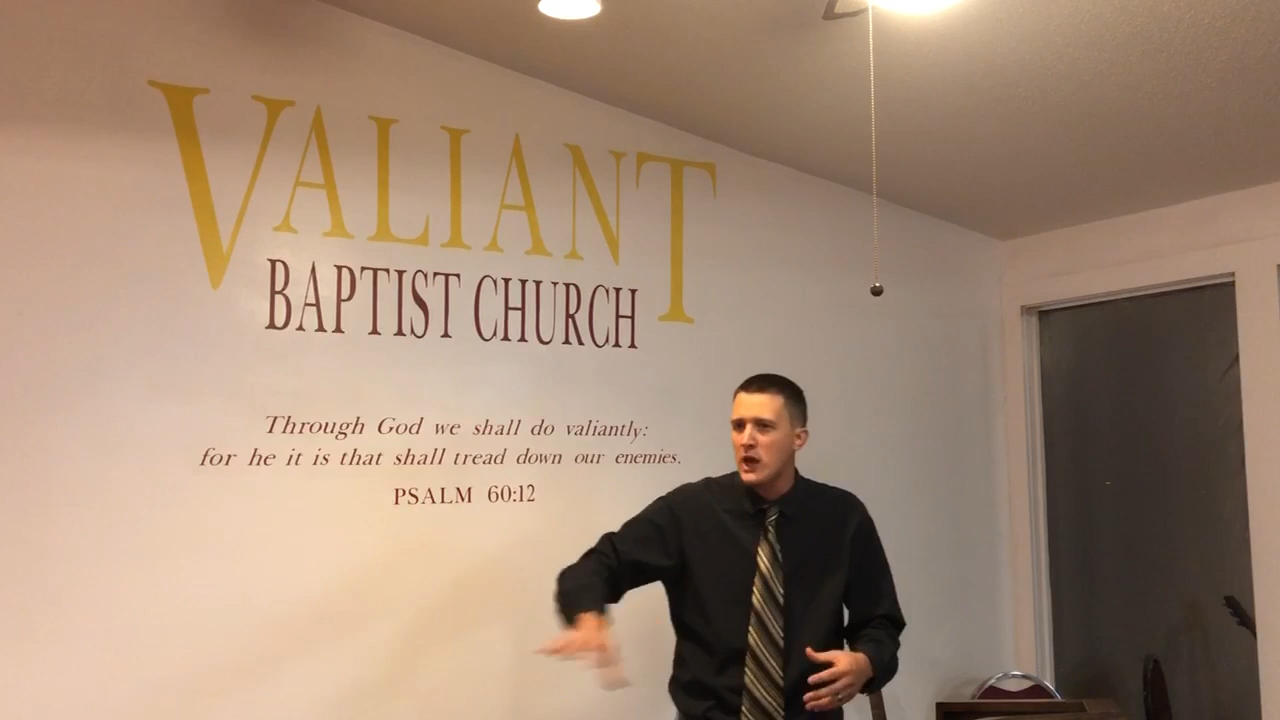 VALIANT
BAPTIST CHURCH
Through God we shall do valiantly:
for he it is that shall tread down our enemies.
PSALM 60:12